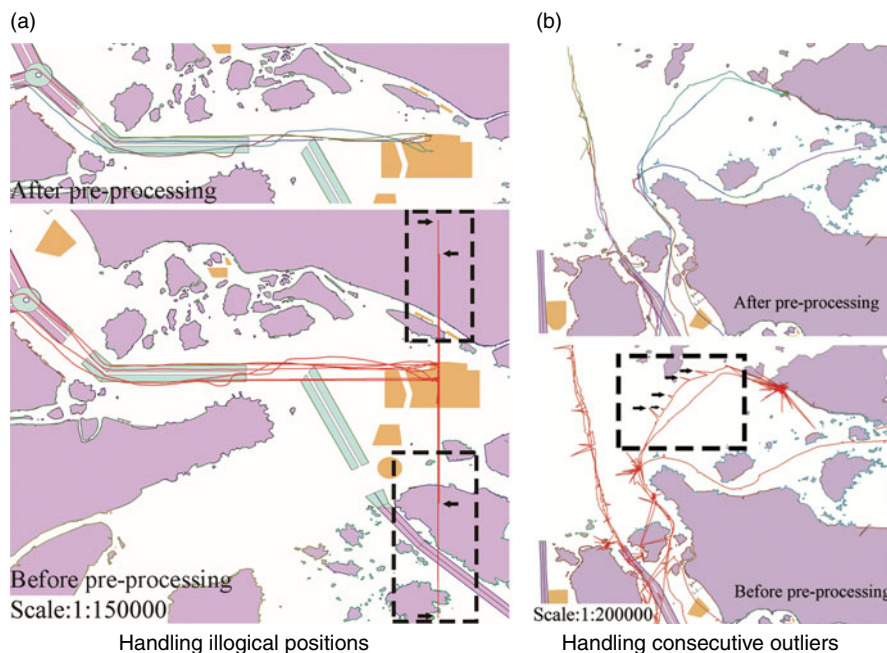 (a)
(b)
After pre-processing
After pre-processing
Before pre-processing
Scale:1:150000
Before pre-processing
Scale:1:200000
Handling illogical positions
Handling consecutive outliers